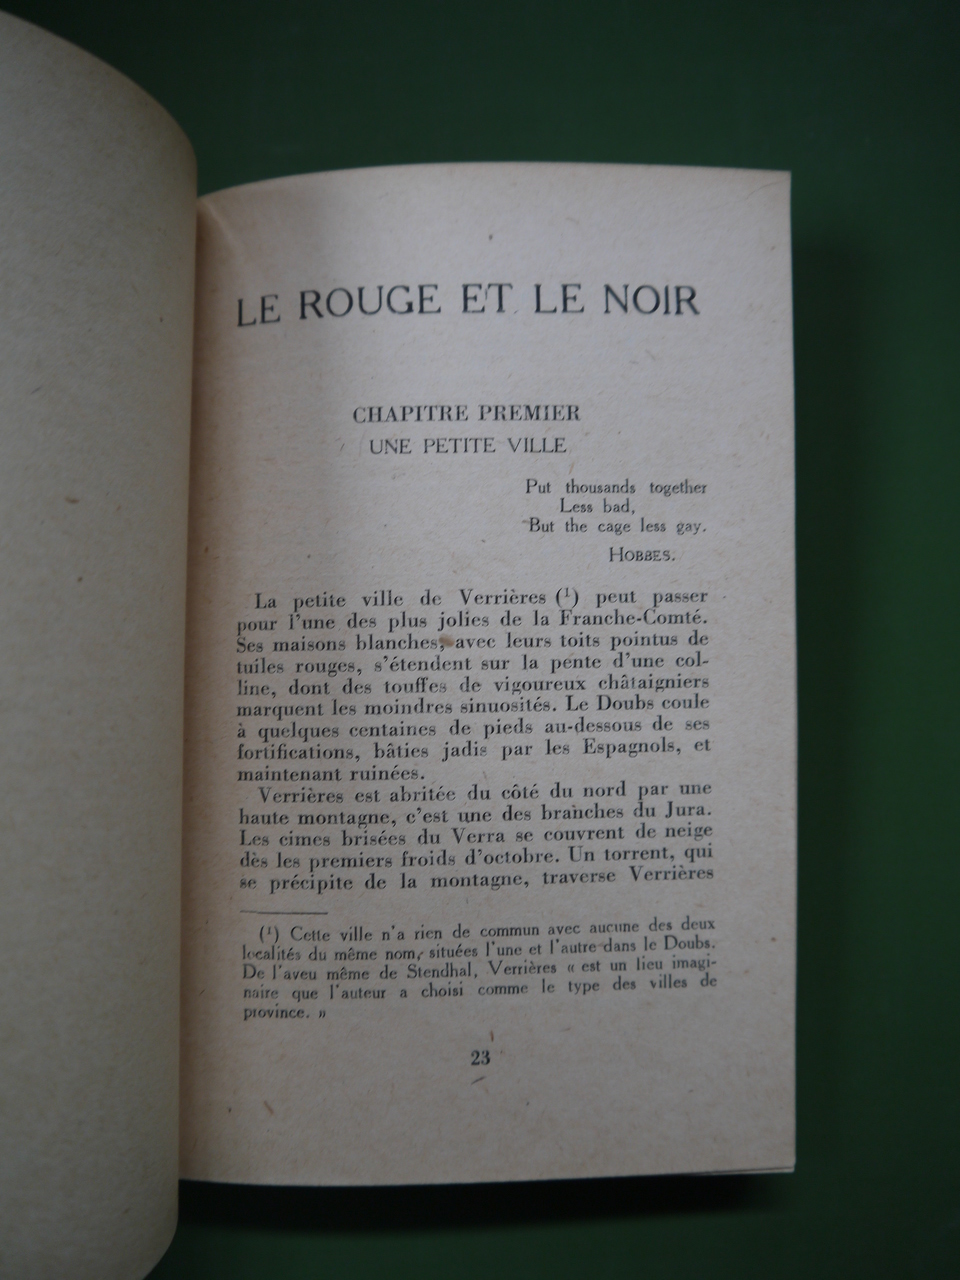 LE ROUGE ET LE NOIR
CHAPITRE PREMIER
UNE PETITE VILLE
Put thousands together
Less bad,
But the cage less gay.
HOBBES.
La petite ville de Verrières (¹) peut passer
pour l'une des plus jolies de la Franche-Comté.
Ses maisons blanches, avec leurs toits pointus de
tuiles rouges, s'étendent sur la pente d'une col-
line, dont des touffes de vigoureux châtaigniers
marquent les moindres sinuosités. Le Doubs coule
à quelques centaines de pieds au-dessous de ses
fortifications, bâties jadis par les Espagnols, et
maintenant ruinées.
Verrières est abritée du côté du nord par une
haute montagne, c'est une des branches du Jura.
Les cimes brisées du Verra se couvrent de neige
dès les premiers froids d'octobre. Un torrent, qui
se précipite de la montagne, traverse Verrières
(¹) Cette ville n'a rien de commun avec aucune des deux
localités du même nom, situées l'une et l'autre dans le Doubs.
De l'aveu même de Stendhal, Verrières « est un lieu imagi-
naire que l'auteur a choisi comme le type des villes de
province. »
23